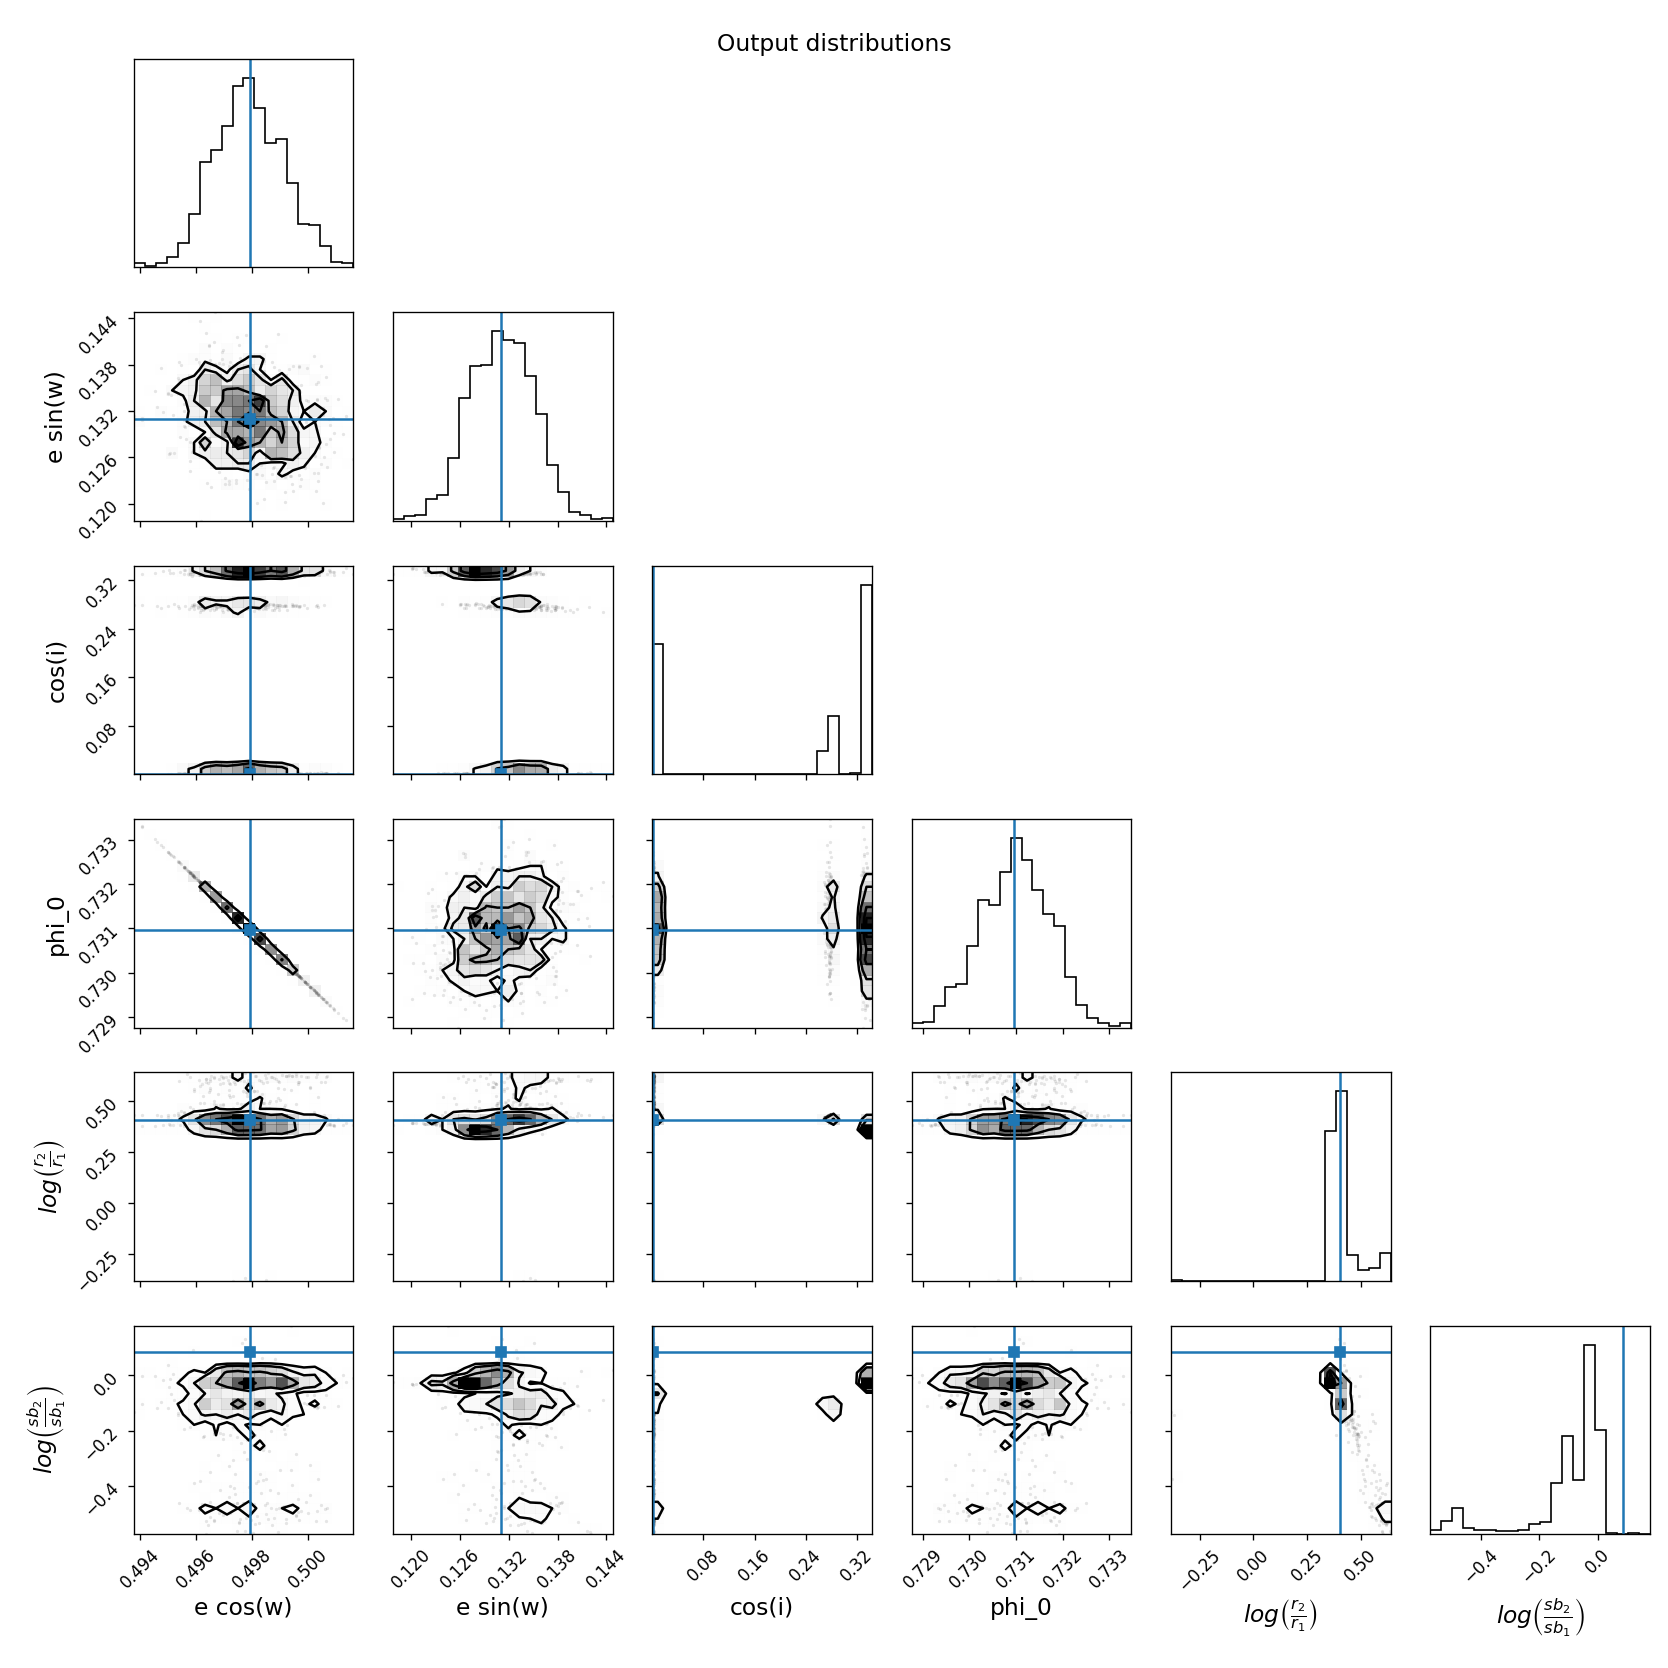 Output distributions
e sin(w)
0.144
0.138
0.132
0.126
0.120
cos(i)
0.32
0.24
0.16
0.08
phi_0
0.733
0.732
0.731
0.730
0.729
log(r₂/r₁)
0.50
0.25
0.00
−0.25
log(sb₂/sb₁)
0.0
−0.2
−0.4
0.494 0.496 0.498 0.500
e cos(w)
0.120 0.126 0.132 0.138 0.144
e sin(w)
0.08 0.16 0.24 0.32
cos(i)
0.729 0.730 0.731 0.732 0.733
phi_0
−0.25 0.00 0.25 0.50
log(r₂/r₁)
−0.4 −0.2 0.0
log(sb₂/sb₁)